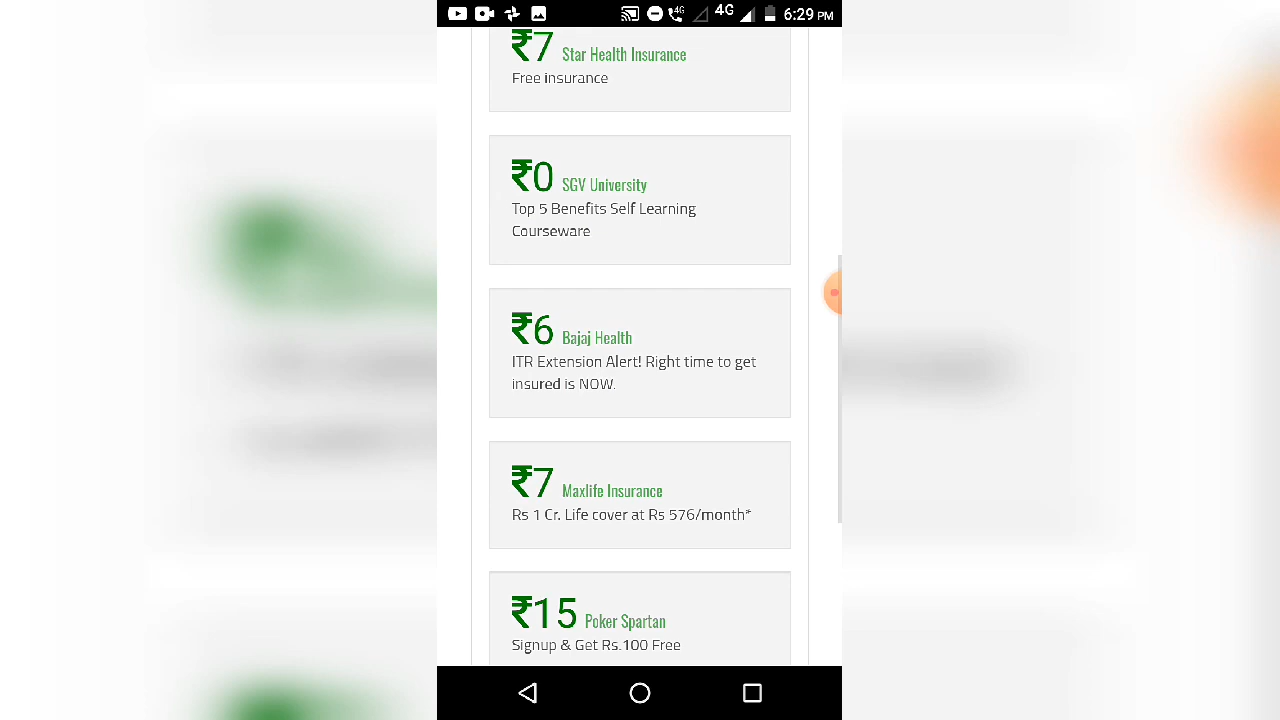 4G 4G 6:29 PM
₹7 Star Health Insurance
Free insurance
₹0 SGV University
Top 5 Benefits Self Learning
Courseware
₹6 Bajaj Health
ITR Extension Alert! Right time to get
insured is NOW.
₹7 Maxlife Insurance
Rs 1 Cr. Life cover at Rs 576/month*
₹15 Poker Spartan
Signup & Get Rs.100 Free